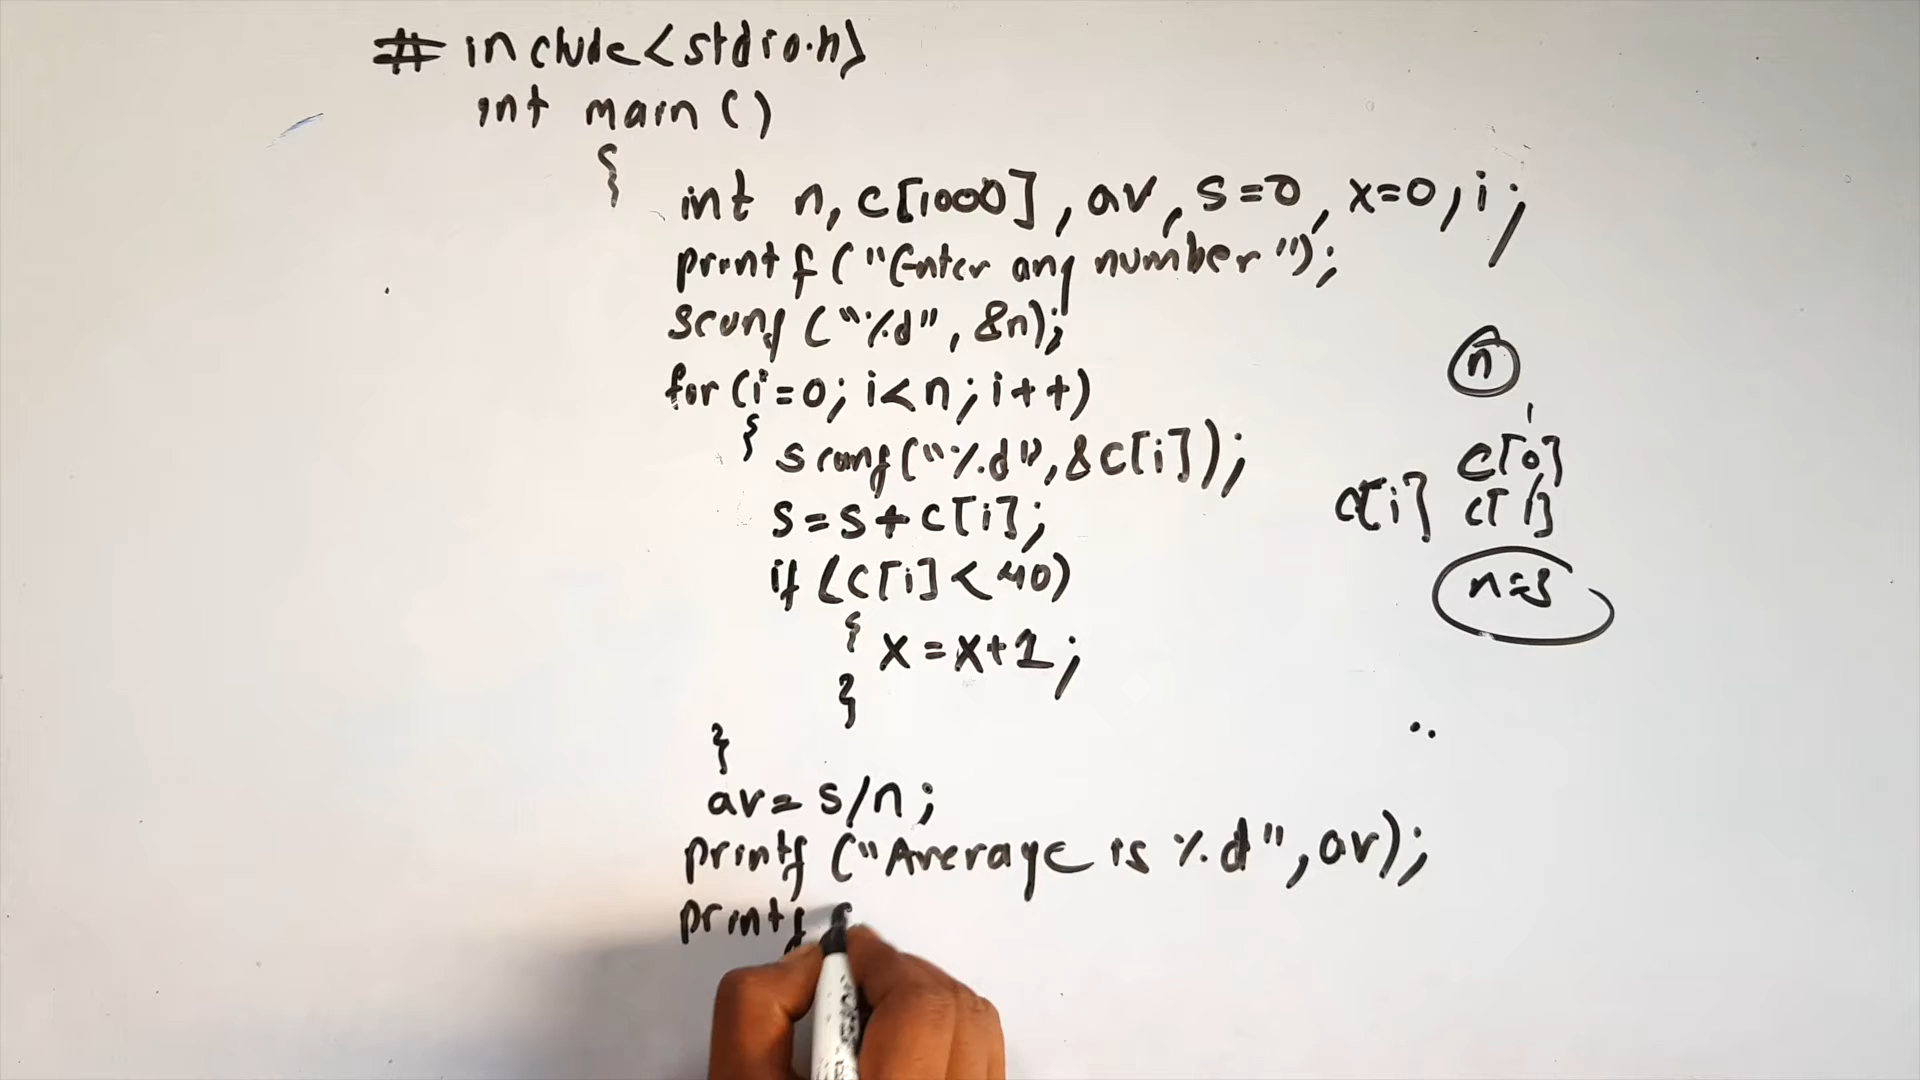 #include<stdio.h>
int main()
{
int n, c[1000], av, s=0, x=0, i;
printf("Enter any number");
scanf("%d", &n);
for(i=0; i<n; i++)
{ scanf("%d", &c[i]);
s=s+c[i];
if(c[i]<40)
{ x=x+1;
}
}
av= s/n;
printf("Average is %d", av);
printf(
n
c[0]
c[i] c[1]